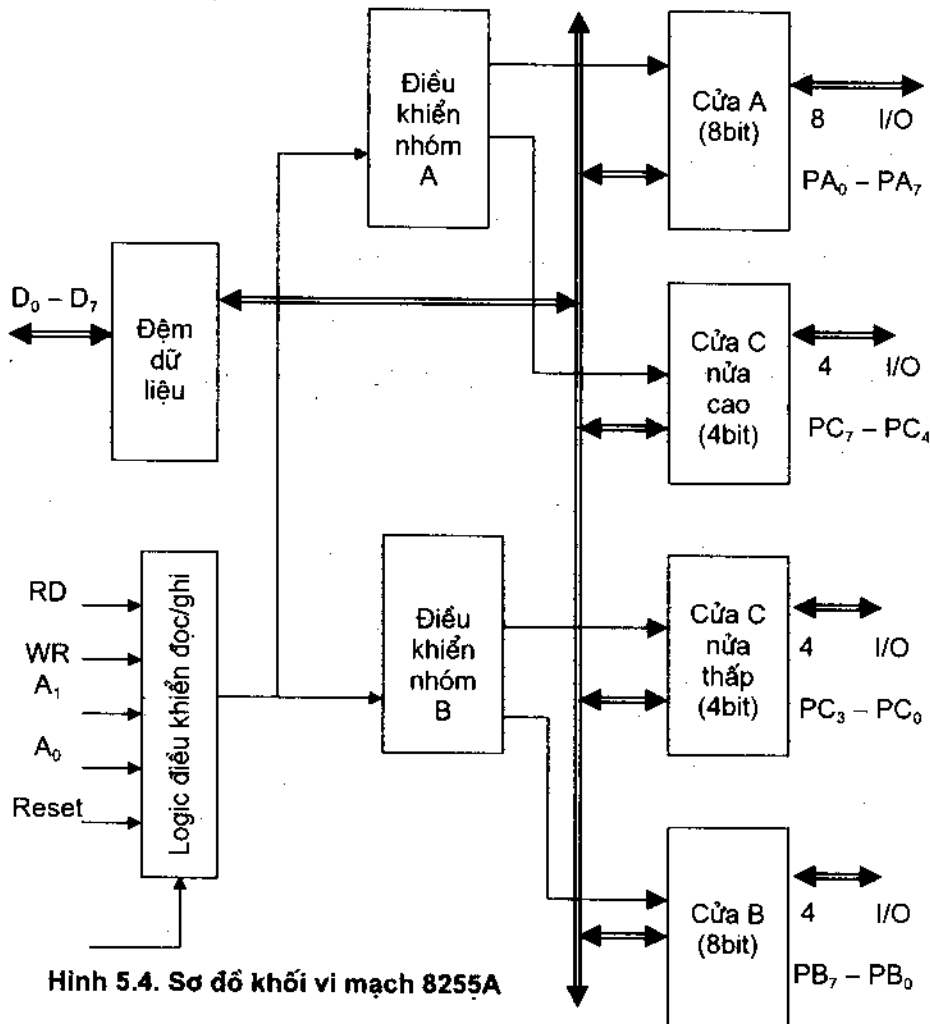 Điều
khiển
nhóm
A
Cửa A
(8bit)
8 I/O
PA₀ – PA₇
D₀ – D₇
Đệm
dữ
liệu
Cửa C
nửa
cao
(4bit)
4 I/O
PC₇ – PC₄
RD
WR
A₁
A₀
Reset
Logic điều khiển đọc/ghi
Điều
khiển
nhóm
B
Cửa C
nửa
thấp
(4bit)
4 I/O
PC₃ – PC₀
Cửa B
(8bit)
4 I/O
PB₇ – PB₀
Hình 5.4. Sơ đồ khối vi mạch 8255A